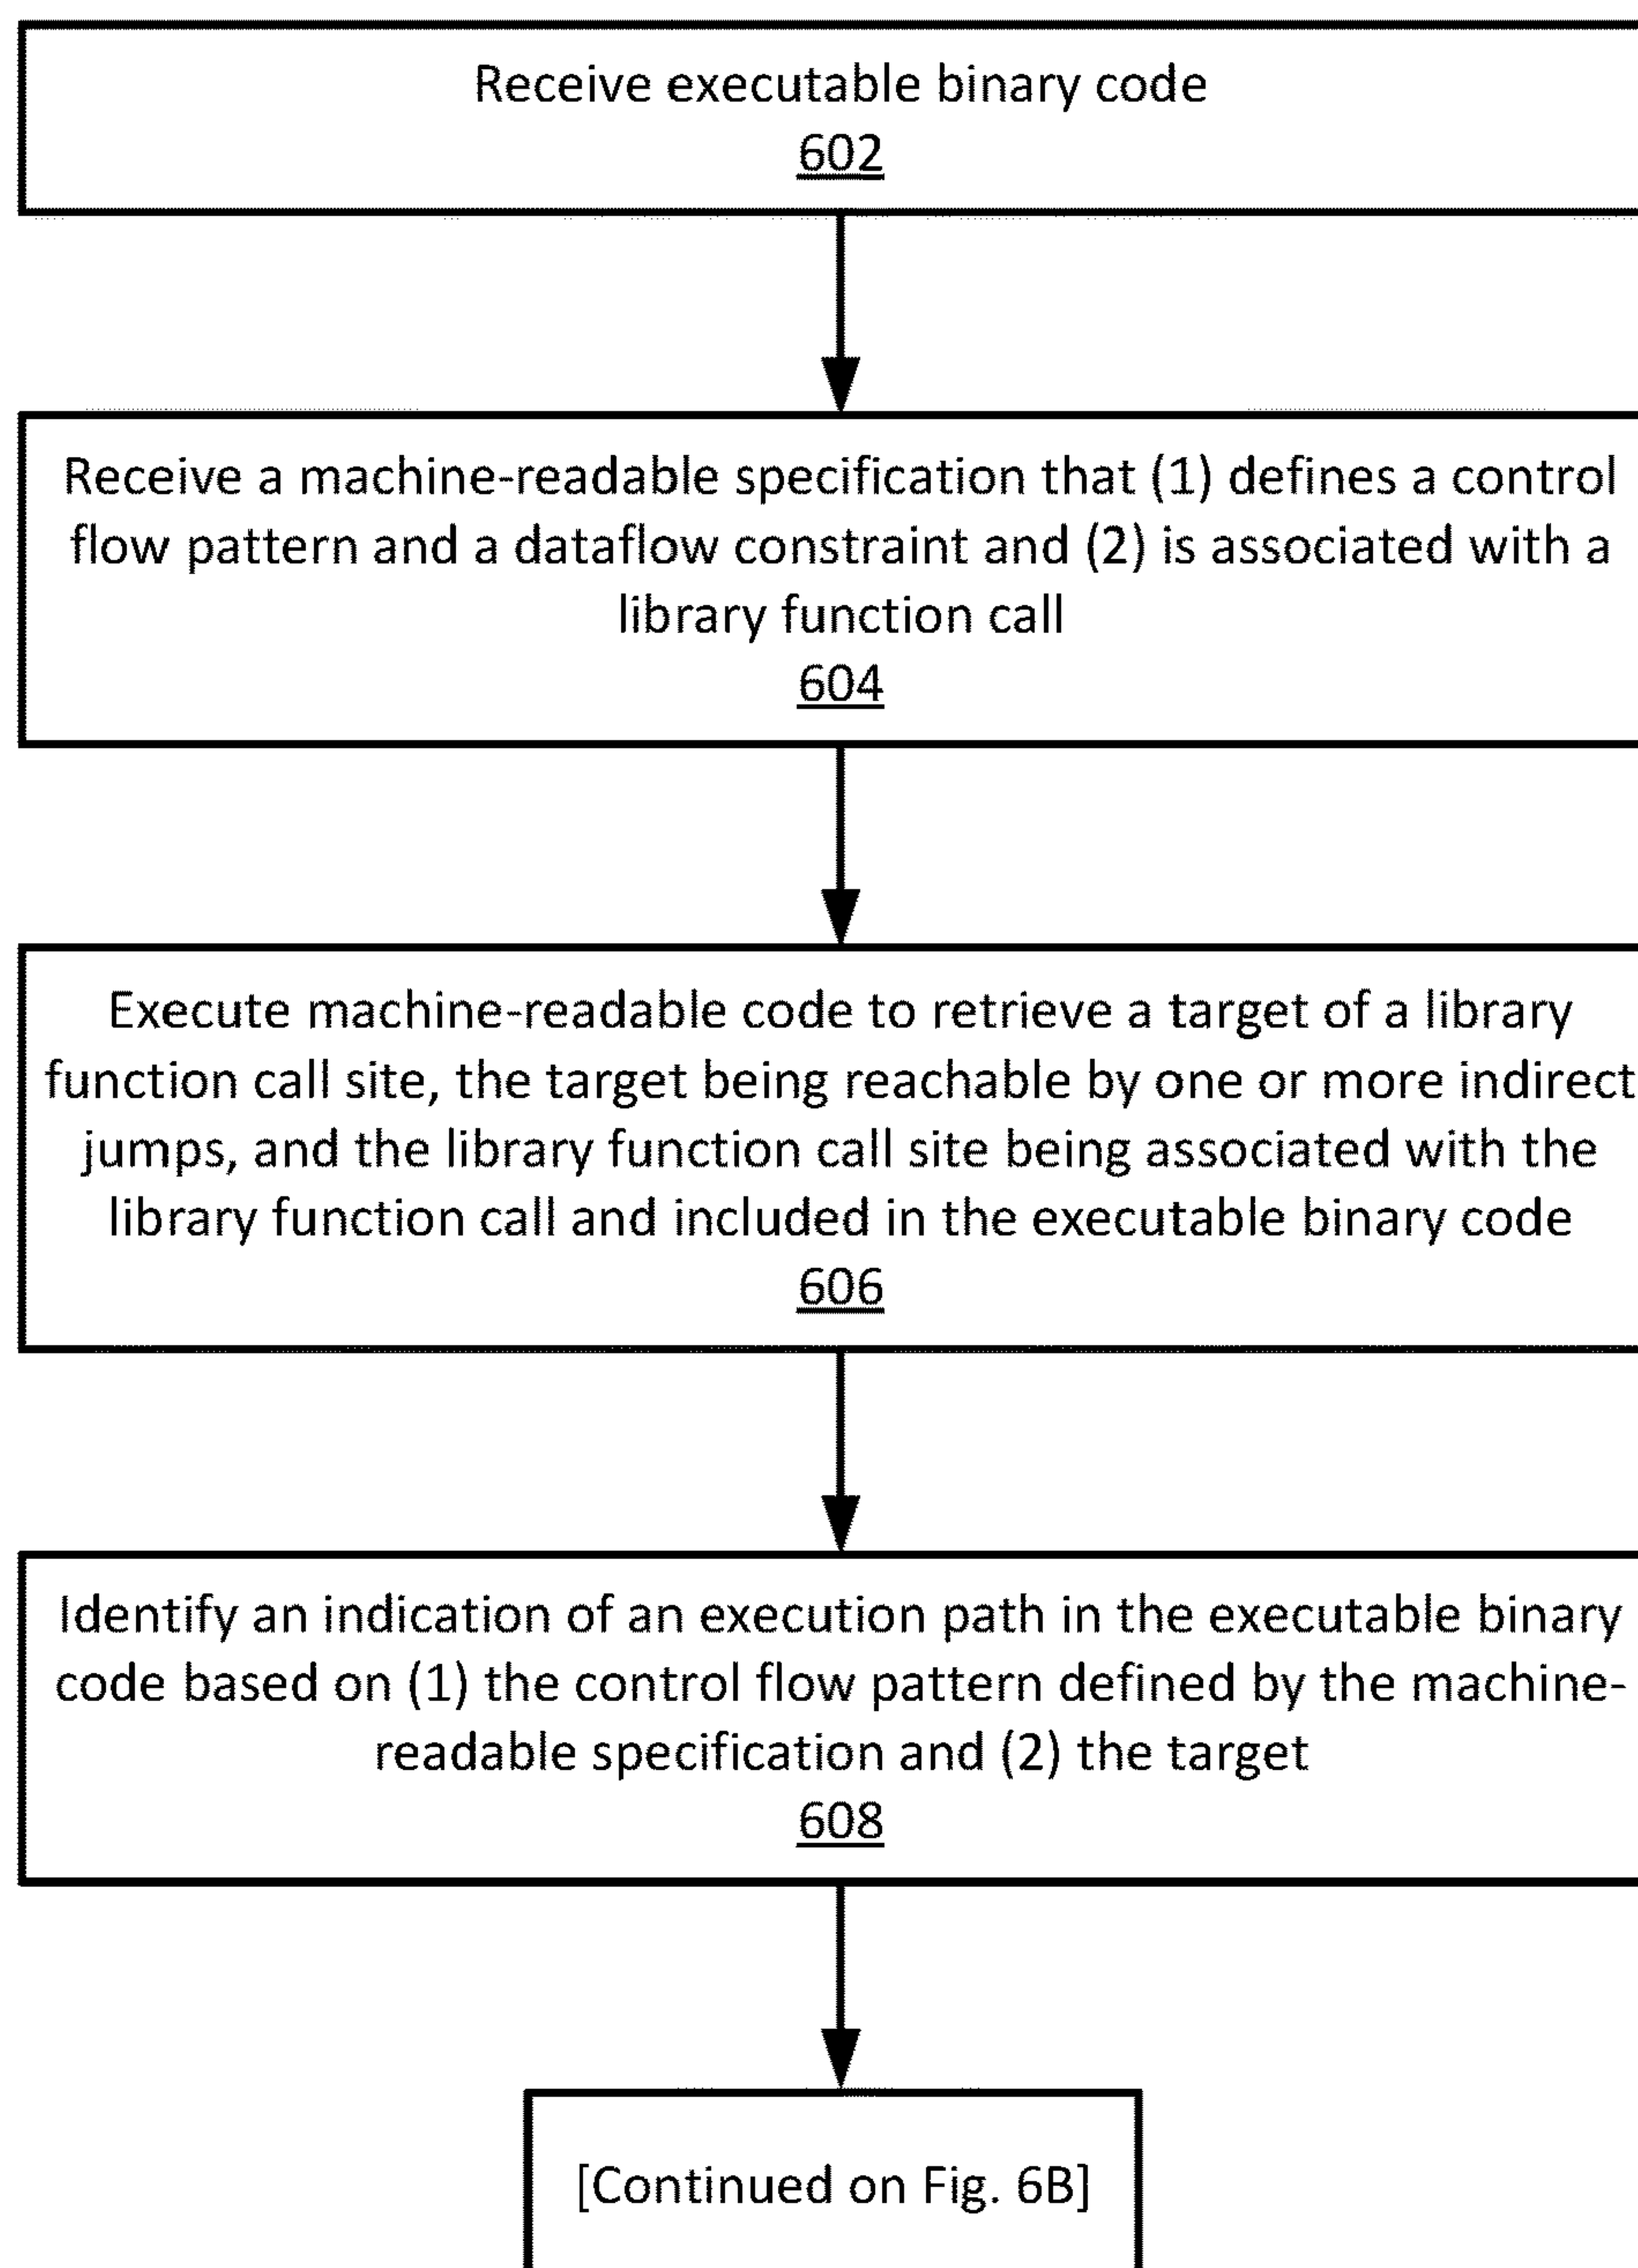 Receive executable binary code
602
Receive a machine-readable specification that (1) defines a control
flow pattern and a dataflow constraint and (2) is associated with a
library function call
604
Execute machine-readable code to retrieve a target of a library
function call site, the target being reachable by one or more indirect
jumps, and the library function call site being associated with the
library function call and included in the executable binary code
606
Identify an indication of an execution path in the executable binary
code based on (1) the control flow pattern defined by the machine-
readable specification and (2) the target
608
[Continued on Fig. 6B]